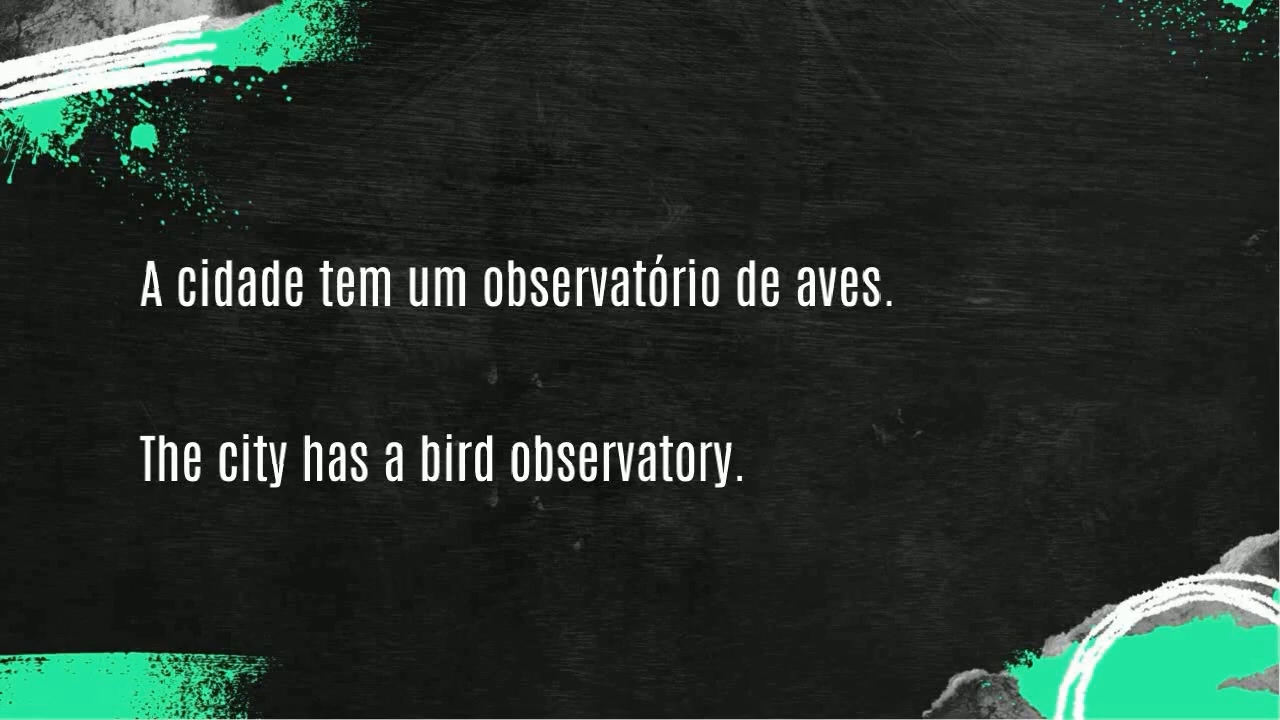 A cidade tem um observatório de aves.
The city has a bird observatory.